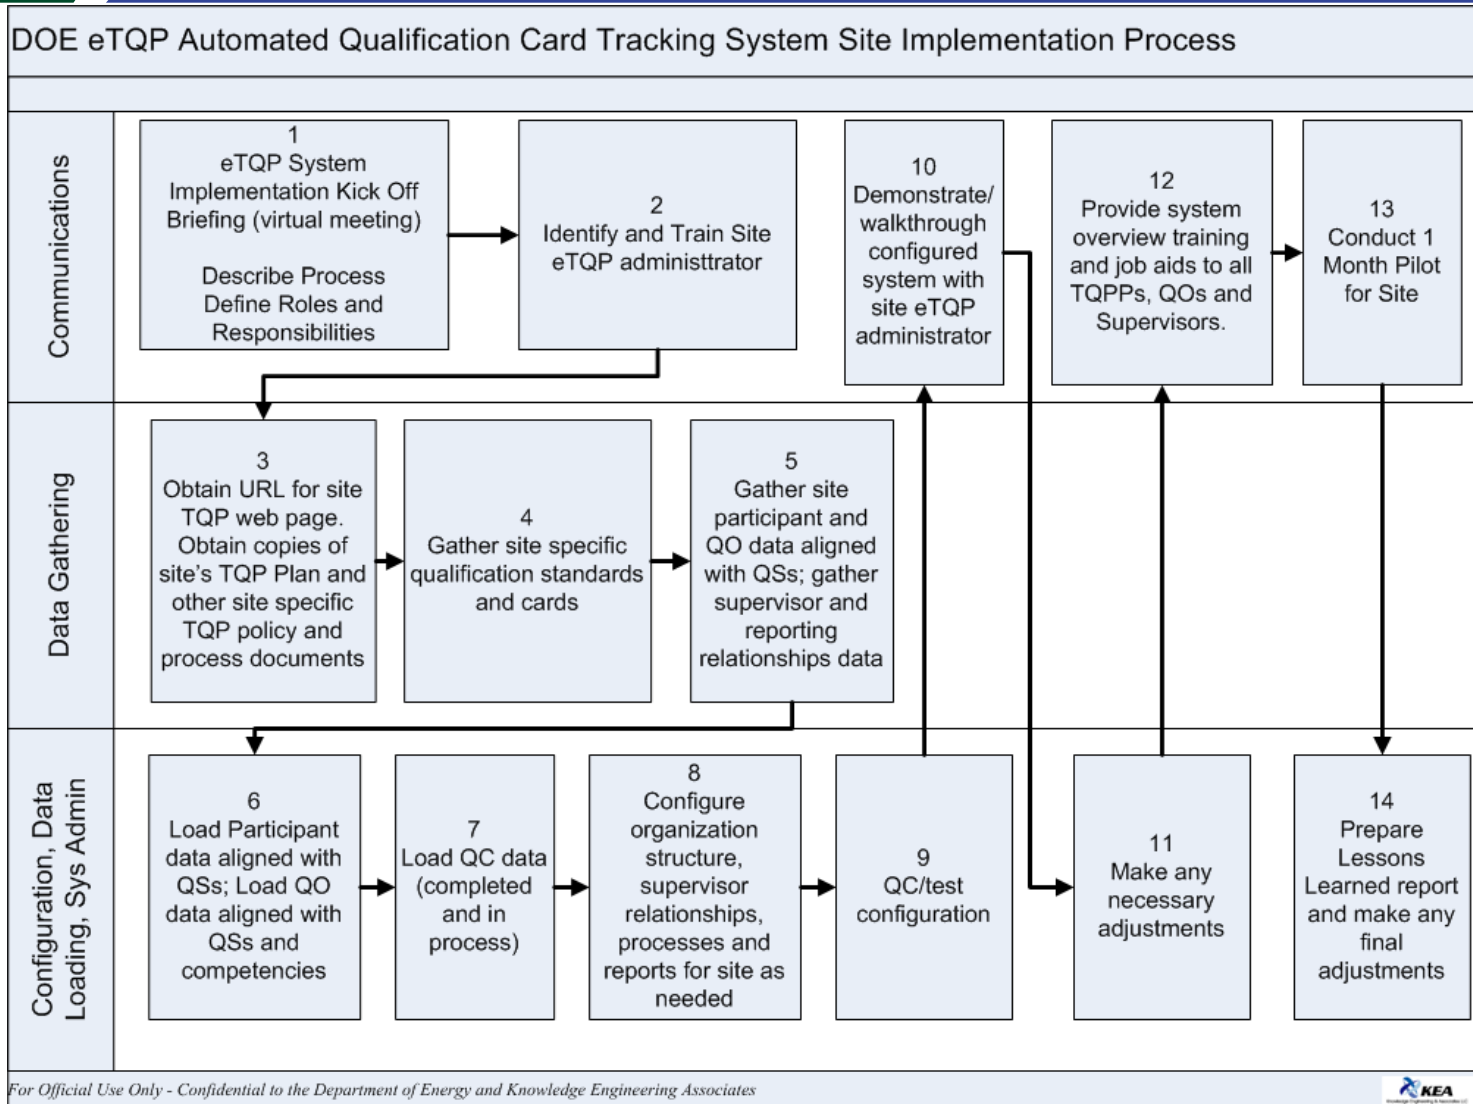 DOE eTQP Automated Qualification Card Tracking System Site Implementation Process
Communications
1
eTQP System
Implementation Kick Off
Briefing (virtual meeting)
Describe Process
Define Roles and
Responsibilities
2
Identify and Train Site
eTQP administtrator
10
Demonstrate/
walkthrough
configured
system with
site eTQP
administrator
12
Provide system
overview training
and job aids to all
TQPPs, QOs and
Supervisors.
13
Conduct 1
Month Pilot
for Site
Data Gathering
3
Obtain URL for site
TQP web page.
Obtain copies of
site's TQP Plan and
other site specific
TQP policy and
process documents
4
Gather site specific
qualification standards
and cards
5
Gather site
participant and
QO data aligned
with QSs; gather
supervisor and
reporting
relationships data
Configuration, Data
Loading, Sys Admin
6
Load Participant
data aligned with
QSs; Load QO
data aligned with
QSs and
competencies
7
Load QC data
(completed
and in
process)
8
Configure
organization
structure,
supervisor
relationships,
processes and
reports for site as
needed
9
QC/test
configuration
11
Make any
necessary
adjustments
14
Prepare
Lessons
Learned report
and make any
final
adjustments
For Official Use Only - Confidential to the Department of Energy and Knowledge Engineering Associates
KEA